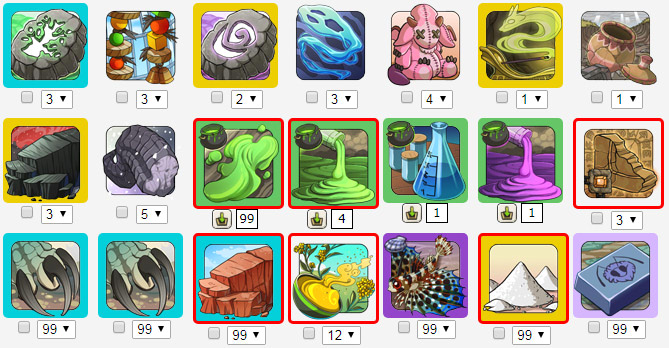 3 ▼ 3 ▼ 2 ▼ 3 ▼ 4 ▼ 1 ▼ 1 ▼
3 ▼ 5 ▼ 99 4 1 1 3 ▼
99 ▼ 99 ▼ 99 ▼ 12 ▼ 99 ▼ 99 ▼ 99 ▼